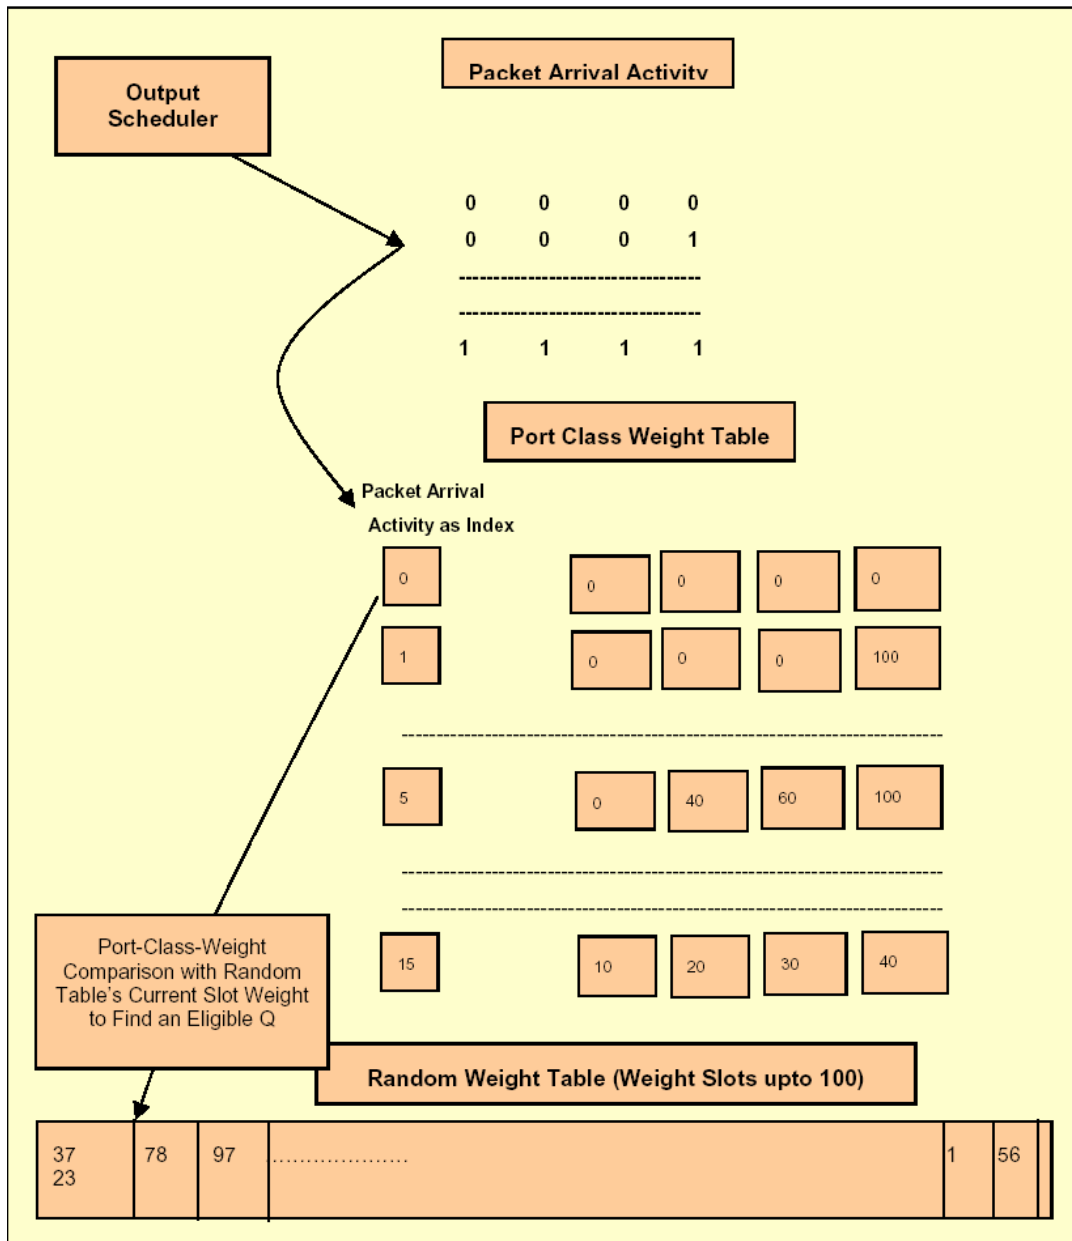 Packet Arrival Activity
Output
Scheduler
0 0 0 0
0 0 0 1
-----------------------------------
-----------------------------------
1 1 1 1
Port Class Weight Table
Packet Arrival
Activity as Index
0 0 0 0 0
1 0 0 0 100
------------------------------------------------------------------------
5 0 40 60 100
------------------------------------------------------------------------
------------------------------------------------------------------------
15 10 20 30 40
Port-Class-Weight
Comparison with Random
Table's Current Slot Weight
to Find an Eligible Q
Random Weight Table (Weight Slots upto 100)
37 78 97 ..................... 1 56
23